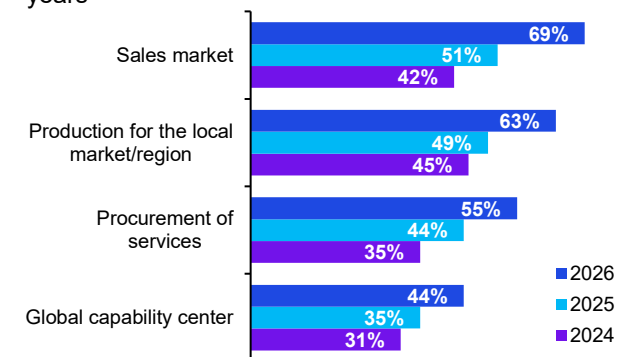 years
Sales market
69%
51%
42%
Production for the local
market/region
63%
49%
45%
Procurement of
services
55%
44%
35%
Global capability center
44%
35%
31%
2026
2025
2024